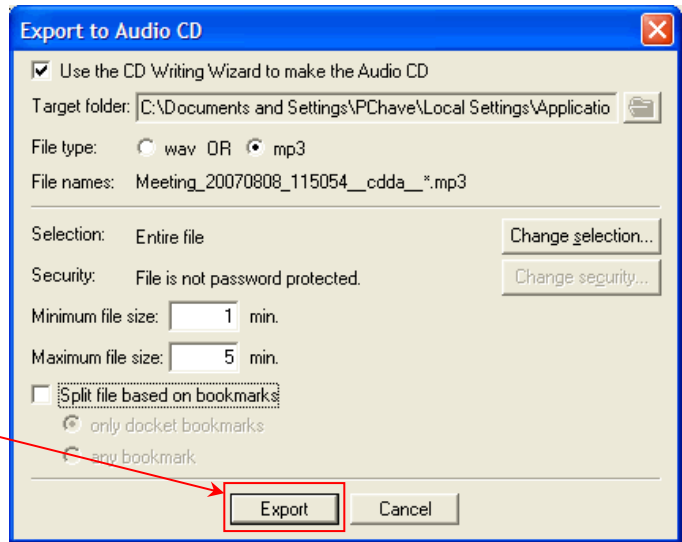 Export to Audio CD
Use the CD Writing Wizard to make the Audio CD
Target folder: C:\Documents and Settings\PChave\Local Settings\Applicatio
File type: wav OR mp3
File names: Meeting_20070808_115054__cdda__*.mp3
Selection: Entire file Change selection...
Security: File is not password protected. Change security...
Minimum file size: 1 min.
Maximum file size: 5 min.
Split file based on bookmarks
only docket bookmarks
any bookmark
Export Cancel